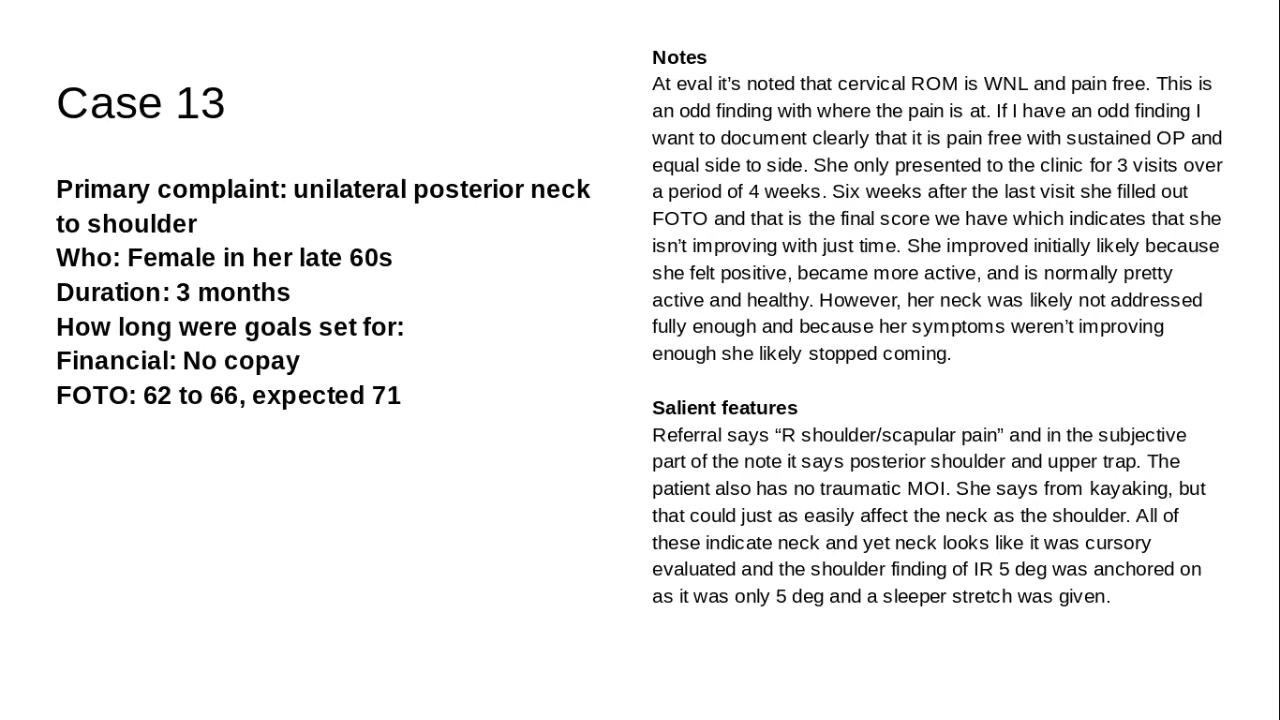 Case 13
Primary complaint: unilateral posterior neck
to shoulder
Who: Female in her late 60s
Duration: 3 months
How long were goals set for:
Financial: No copay
FOTO: 62 to 66, expected 71
Notes
At eval it’s noted that cervical ROM is WNL and pain free. This is
an odd finding with where the pain is at. If I have an odd finding I
want to document clearly that it is pain free with sustained OP and
equal side to side. She only presented to the clinic for 3 visits over
a period of 4 weeks. Six weeks after the last visit she filled out
FOTO and that is the final score we have which indicates that she
isn’t improving with just time. She improved initially likely because
she felt positive, became more active, and is normally pretty
active and healthy. However, her neck was likely not addressed
fully enough and because her symptoms weren’t improving
enough she likely stopped coming.
Salient features
Referral says “R shoulder/scapular pain” and in the subjective
part of the note it says posterior shoulder and upper trap. The
patient also has no traumatic MOI. She says from kayaking, but
that could just as easily affect the neck as the shoulder. All of
these indicate neck and yet neck looks like it was cursory
evaluated and the shoulder finding of IR 5 deg was anchored on
as it was only 5 deg and a sleeper stretch was given.